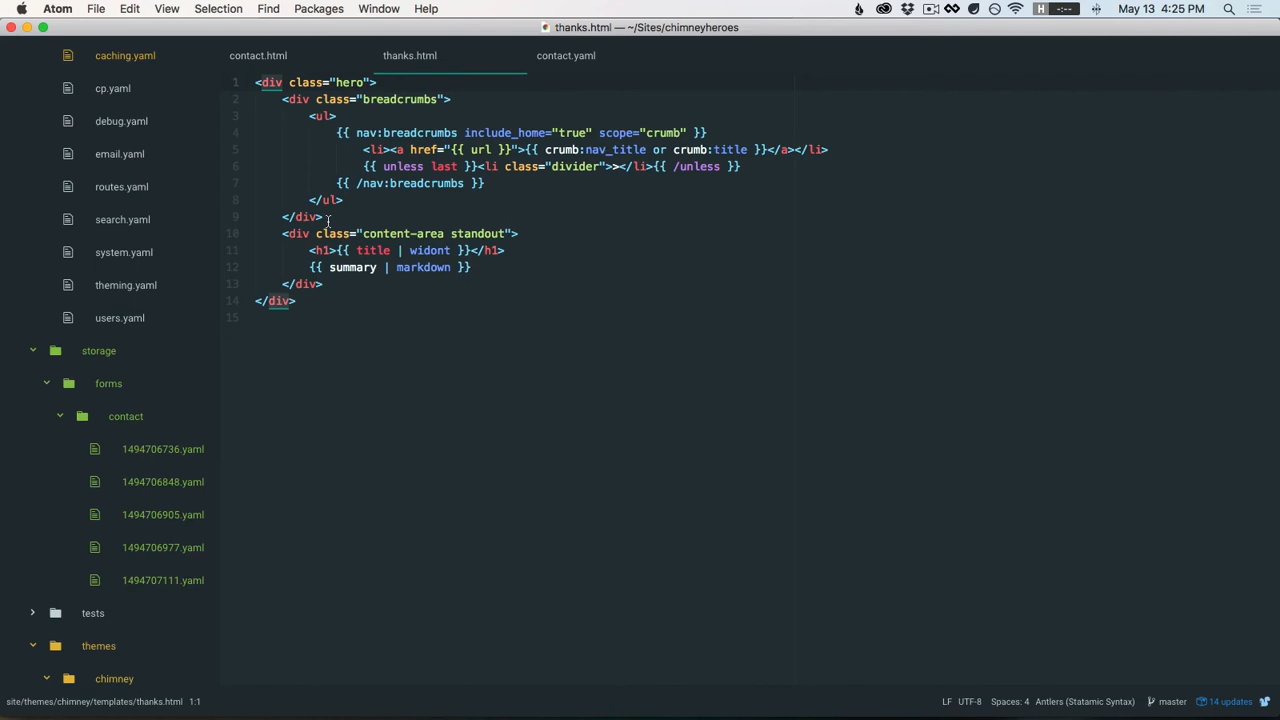 Atom File Edit View Selection Find Packages Window Help
H -:-- May 13 4:25 PM
thanks.html — ~/Sites/chimneyheroes
contact.html thanks.html contact.yaml
caching.yaml
cp.yaml
debug.yaml
email.yaml
routes.yaml
search.yaml
system.yaml
theming.yaml
users.yaml
storage
forms
contact
1494706736.yaml
1494706848.yaml
1494706905.yaml
1494706977.yaml
1494707111.yaml
tests
themes
chimney
1 <div class="hero">
2 <div class="breadcrumbs">
3 <ul>
4 {{ nav:breadcrumbs include_home="true" scope="crumb" }}
5 <li><a href="{{ url }}">{{ crumb:nav_title or crumb:title }}</a></li>
6 {{ unless last }}<li class="divider">></li>{{ /unless }}
7 {{ /nav:breadcrumbs }}
8 </ul>
9 </div>
10 <div class="content-area standout">
11 <h1>{{ title | widont }}</h1>
12 {{ summary | markdown }}
13 </div>
14 </div>
15
site/themes/chimney/templates/thanks.html 1:1 LF UTF-8 Spaces: 4 Antlers (Statamic Syntax) master 14 updates